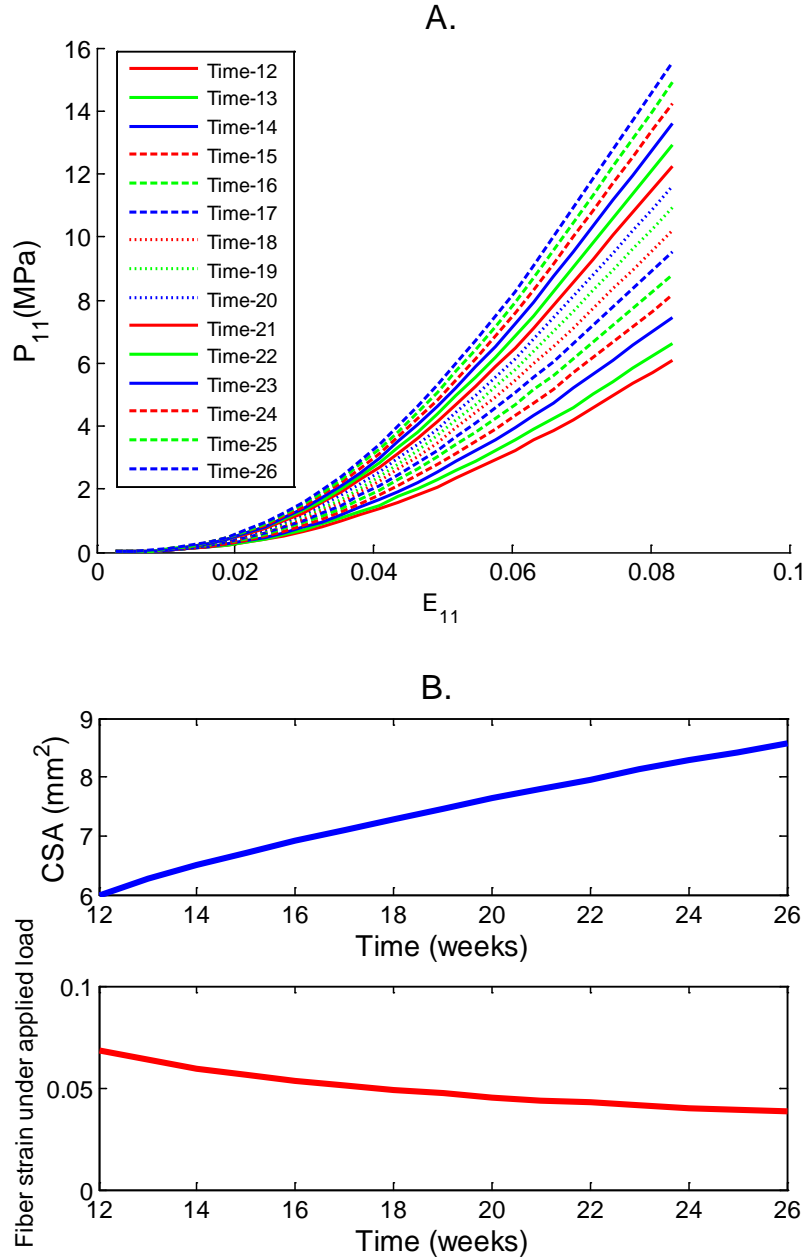 A.
16
14
12
10
8
6
4
2
0
P11(MPa)
Time-12
Time-13
Time-14
Time-15
Time-16
Time-17
Time-18
Time-19
Time-20
Time-21
Time-22
Time-23
Time-24
Time-25
Time-26
0 0.02 0.04 0.06 0.08 0.1
E11
B.
9
8
7
6
CSA (mm2)
12 14 16 18 20 22 24 26
Time (weeks)
0.1
0.05
0
Fiber strain under applied load
12 14 16 18 20 22 24 26
Time (weeks)